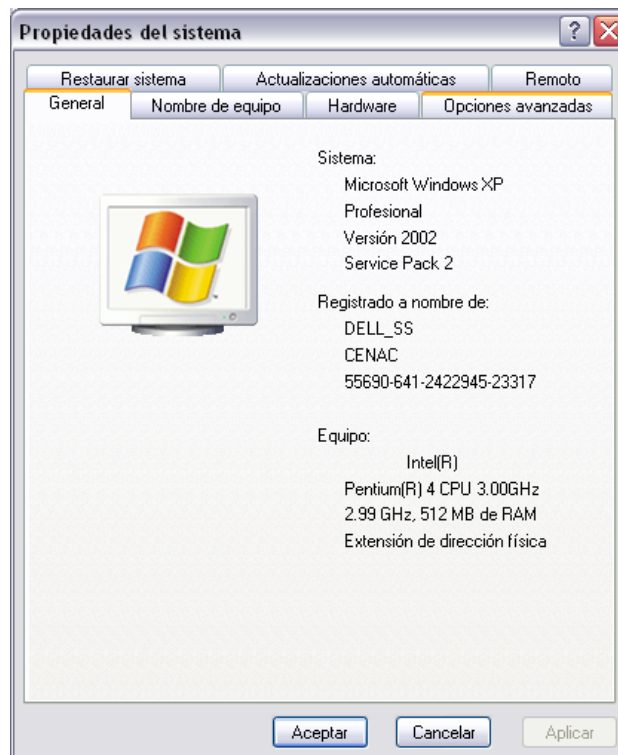 Propiedades del sistema
Restaurar sistema
Actualizaciones automáticas
Remoto
General
Nombre de equipo
Hardware
Opciones avanzadas
Sistema:
Microsoft Windows XP
Profesional
Versión 2002
Service Pack 2
Registrado a nombre de:
DELL_SS
CENAC
55690-641-2422945-23317
Equipo:
Intel(R)
Pentium(R) 4 CPU 3.00GHz
2.99 GHz, 512 MB de RAM
Extensión de dirección física
Aceptar
Cancelar
Aplicar